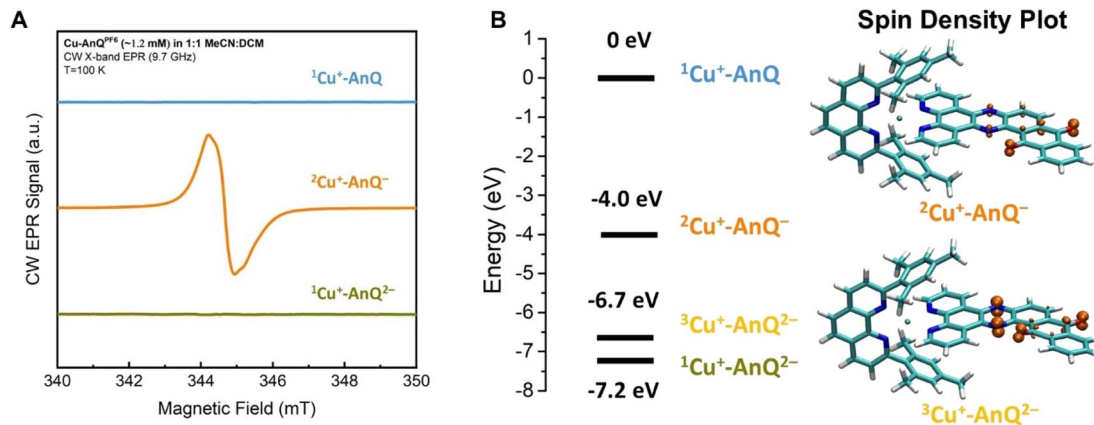 A
Cu-AnQᴾᶠ⁶ (~1.2 mM) in 1:1 MeCN:DCM
CW X-band EPR (9.7 GHz)
T=100 K
¹Cu⁺-AnQ
²Cu⁺-AnQ⁻
¹Cu⁺-AnQ²⁻
CW EPR Signal (a.u.)
340 342 344 346 348 350
Magnetic Field (mT)
B
Spin Density Plot
Energy (eV)
1
0
-1
-2
-3
-4
-5
-6
-7
-8
0 eV
¹Cu⁺-AnQ
-4.0 eV
²Cu⁺-AnQ⁻
-6.7 eV
³Cu⁺-AnQ²⁻
¹Cu⁺-AnQ²⁻
-7.2 eV
²Cu⁺-AnQ⁻
³Cu⁺-AnQ²⁻